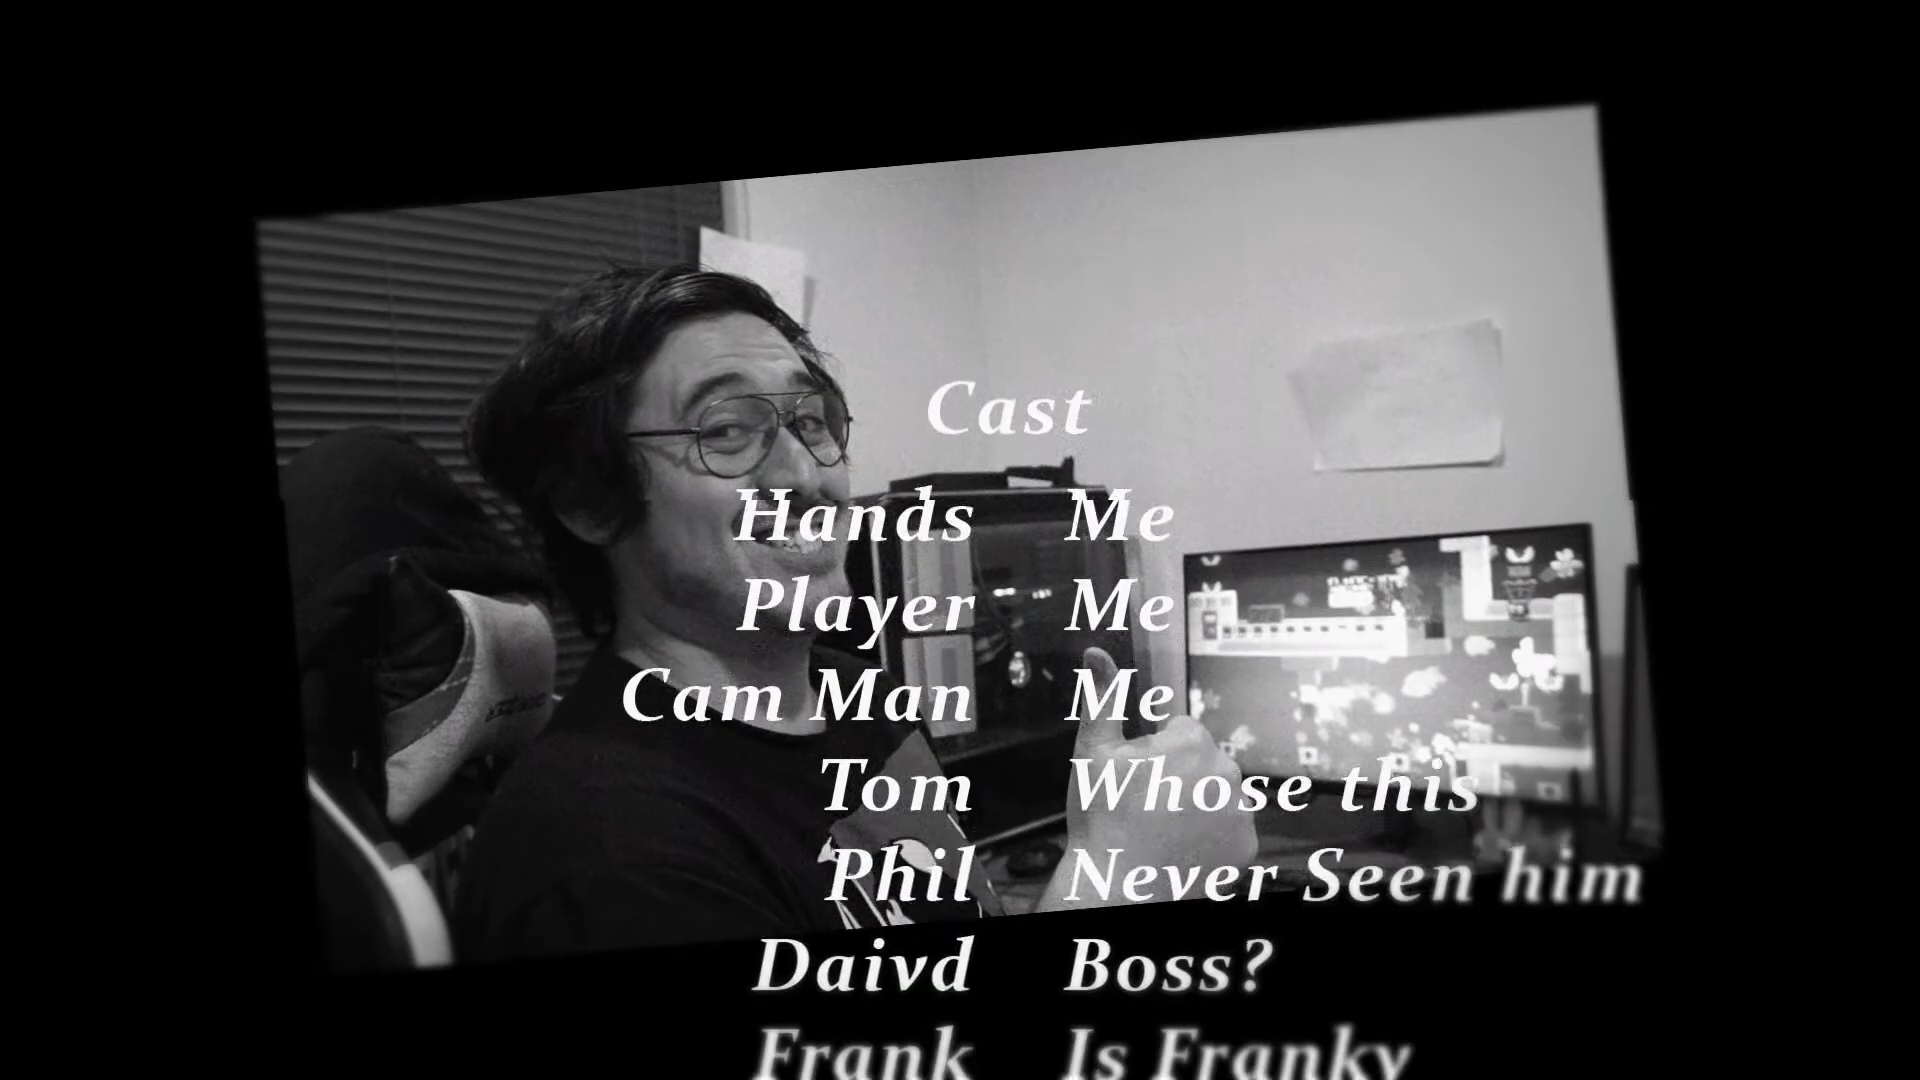 Cast
Hands Me
Player Me
Cam Man Me
Tom Whose this
Phil Never Seen him
Daivd Boss?
Frank Is Franky